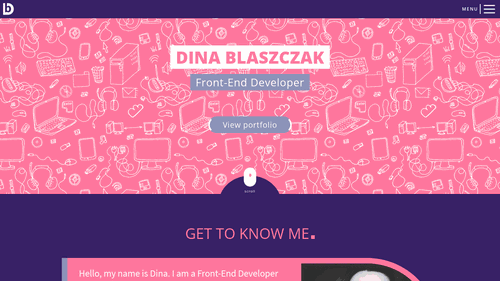 MENU
DINA BLASZCZAK
Front-End Developer
View portfolio
GET TO KNOW ME.
Hello, my name is Dina. I am a Front-End Developer